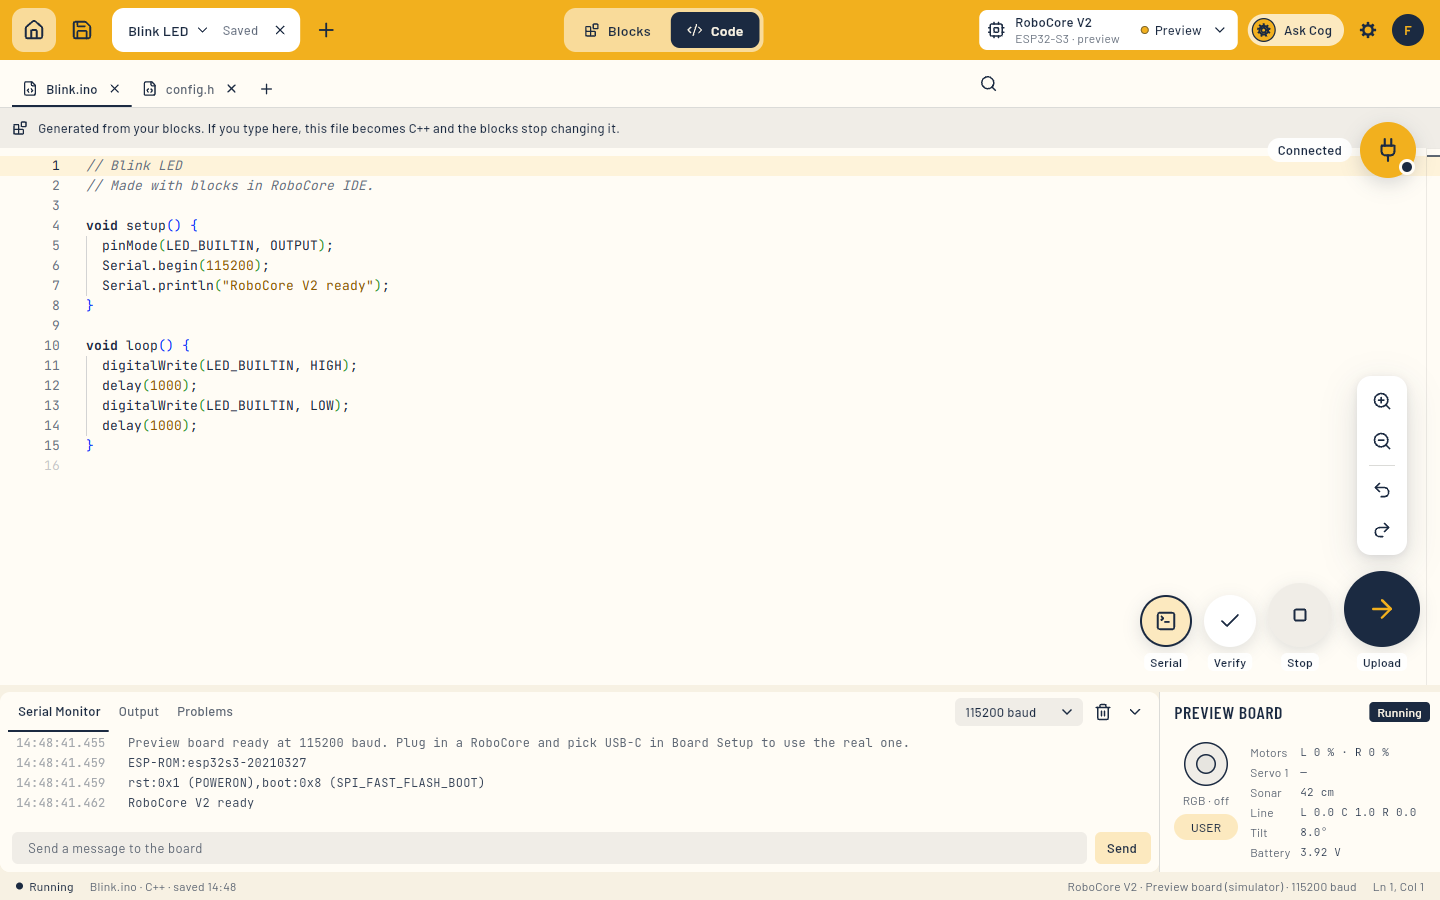 Blink LED
Saved
Blocks
Code
RoboCore V2
ESP32-S3 · preview
Preview
Ask Cog
F
Blink.ino
config.h
Generated from your blocks. If you type here, this file becomes C++ and the blocks stop changing it.
Connected
1 // Blink LED
2 // Made with blocks in RoboCore IDE.
3
4 void setup() {
5 pinMode(LED_BUILTIN, OUTPUT);
6 Serial.begin(115200);
7 Serial.println("RoboCore V2 ready");
8 }
9
10 void loop() {
11 digitalWrite(LED_BUILTIN, HIGH);
12 delay(1000);
13 digitalWrite(LED_BUILTIN, LOW);
14 delay(1000);
15 }
16
Serial
Verify
Stop
Upload
Serial Monitor
Output
Problems
115200 baud
14:48:41.455 Preview board ready at 115200 baud. Plug in a RoboCore and pick USB-C in Board Setup to use the real one.
14:48:41.459 ESP-ROM:esp32s3-20210327
14:48:41.459 rst:0x1 (POWERON),boot:0x8 (SPI_FAST_FLASH_BOOT)
14:48:41.462 RoboCore V2 ready
Send a message to the board
Send
PREVIEW BOARD
Running
RGB · off
USER
Motors L 0 % · R 0 %
Servo 1 —
Sonar 42 cm
Line L 0.0 C 1.0 R 0.0
Tilt 8.0°
Battery 3.92 V
Running
Blink.ino · C++ · saved 14:48
RoboCore V2 · Preview board (simulator) · 115200 baud
Ln 1, Col 1